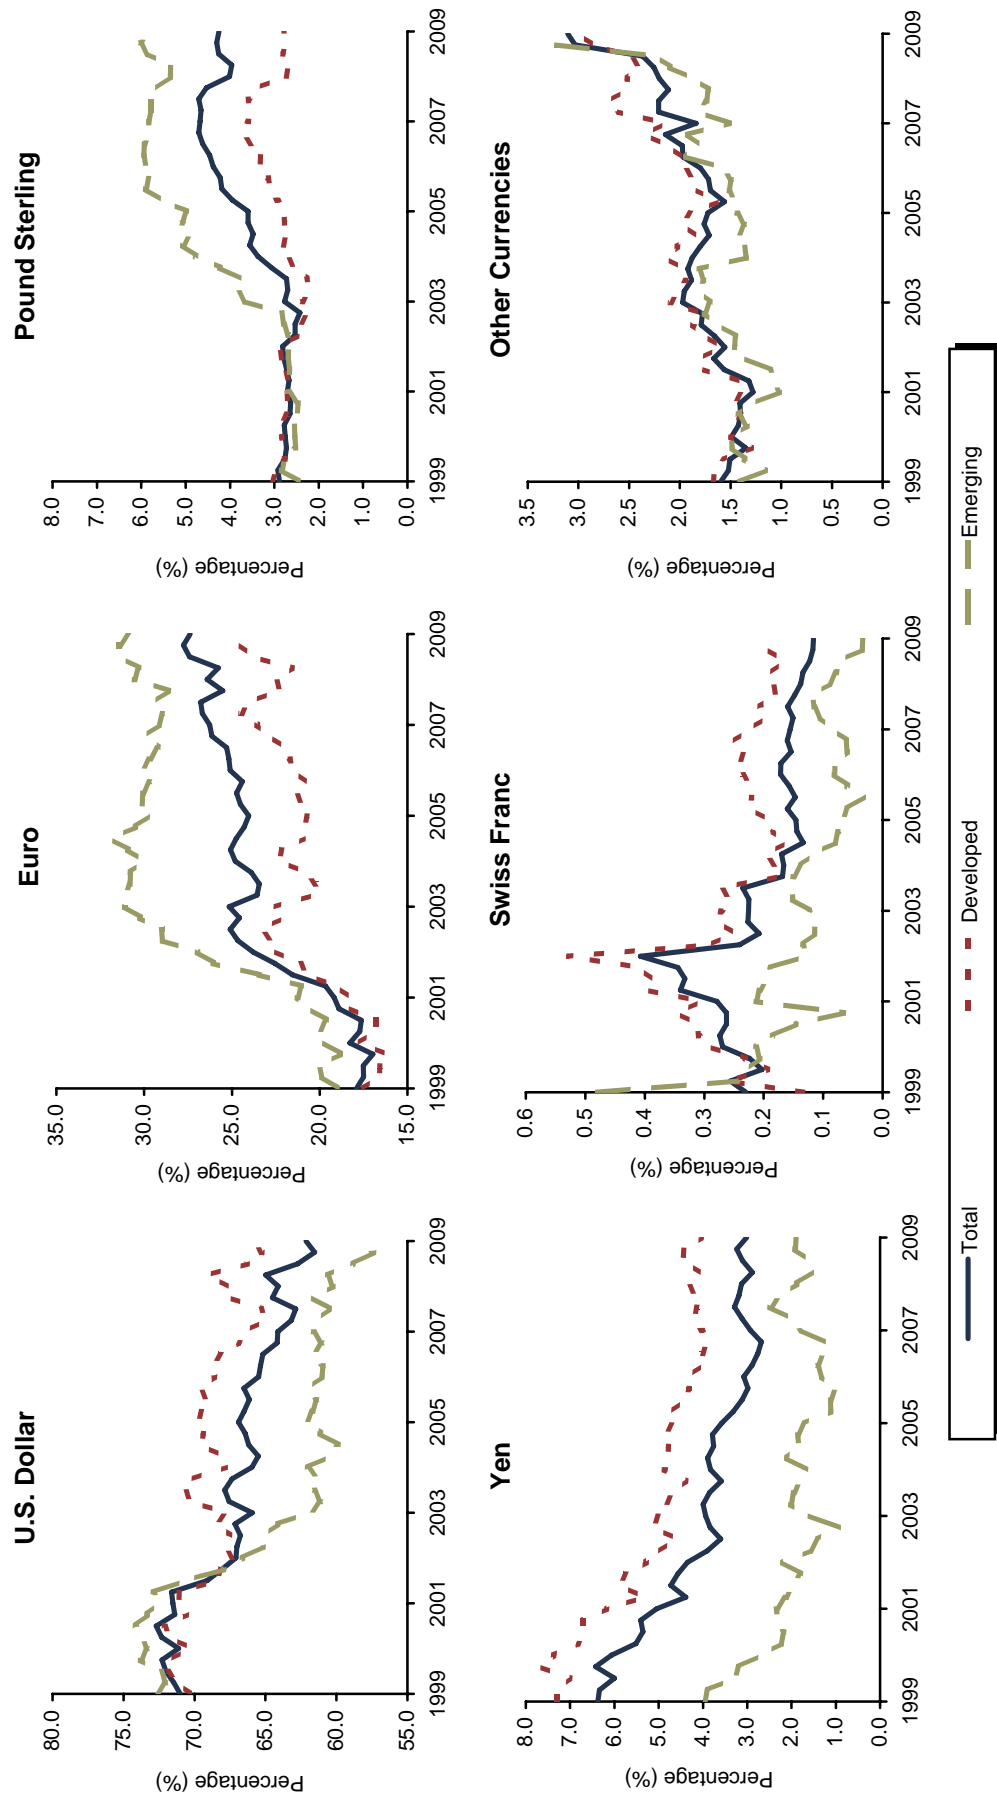 U.S. Dollar
Percentage (%)
80.0
75.0
70.0
65.0
60.0
55.0
1999 2001 2003 2005 2007 2009
Euro
Percentage (%)
35.0
30.0
25.0
20.0
15.0
1999 2001 2003 2005 2007 2009
Pound Sterling
Percentage (%)
8.0
7.0
6.0
5.0
4.0
3.0
2.0
1.0
0.0
1999 2001 2003 2005 2007 2009
Yen
Percentage (%)
8.0
7.0
6.0
5.0
4.0
3.0
2.0
1.0
0.0
1999 2001 2003 2005 2007 2009
Swiss Franc
Percentage (%)
0.6
0.5
0.4
0.3
0.2
0.1
0.0
1999 2001 2003 2005 2007 2009
Other Currencies
Percentage (%)
3.5
3.0
2.5
2.0
1.5
1.0
0.5
0.0
1999 2001 2003 2005 2007 2009
Total Developed Emerging